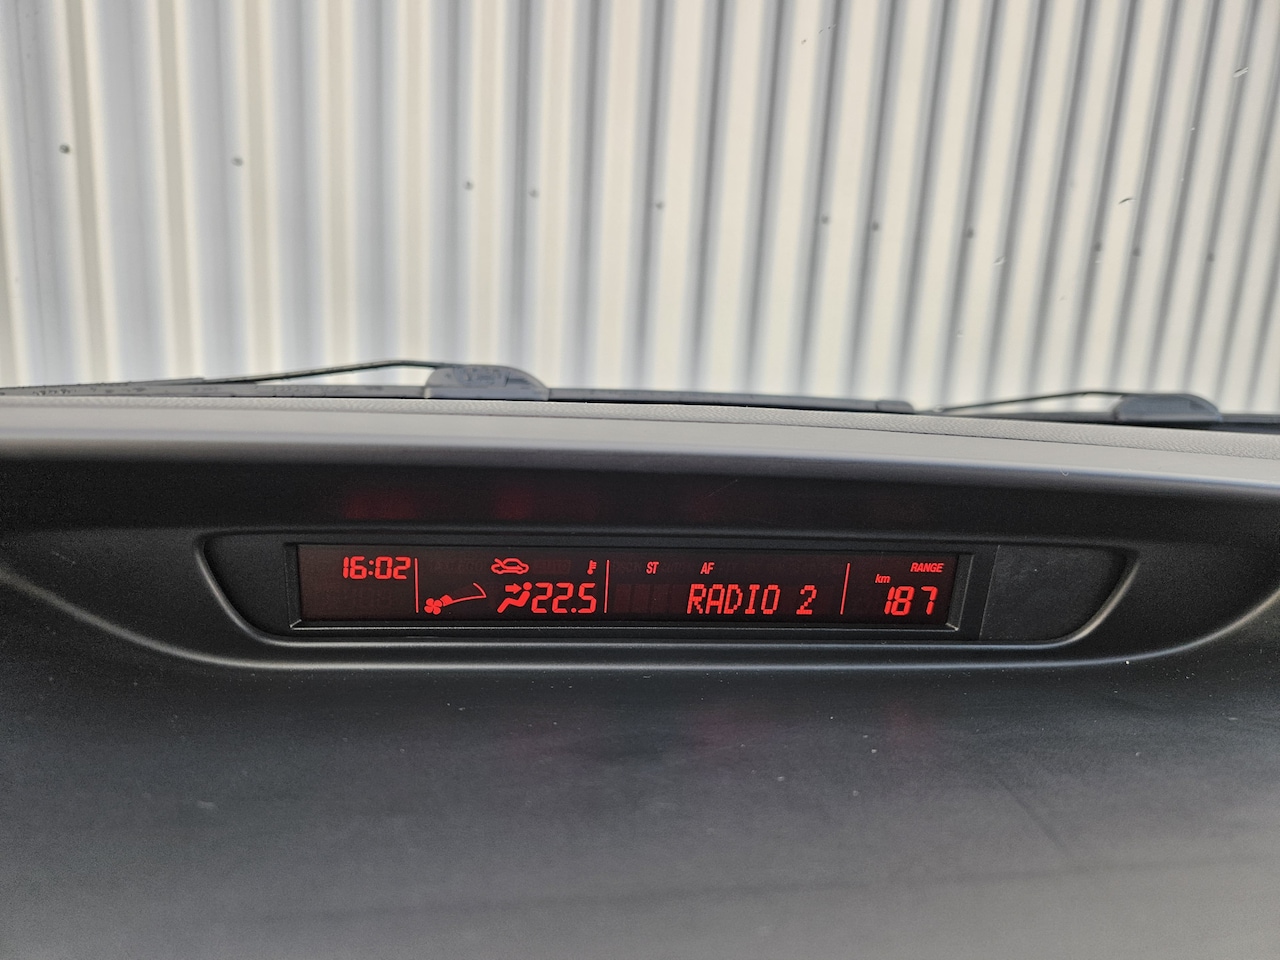 16:02
22.5
ST AF
RADIO 2
RANGE
km
187